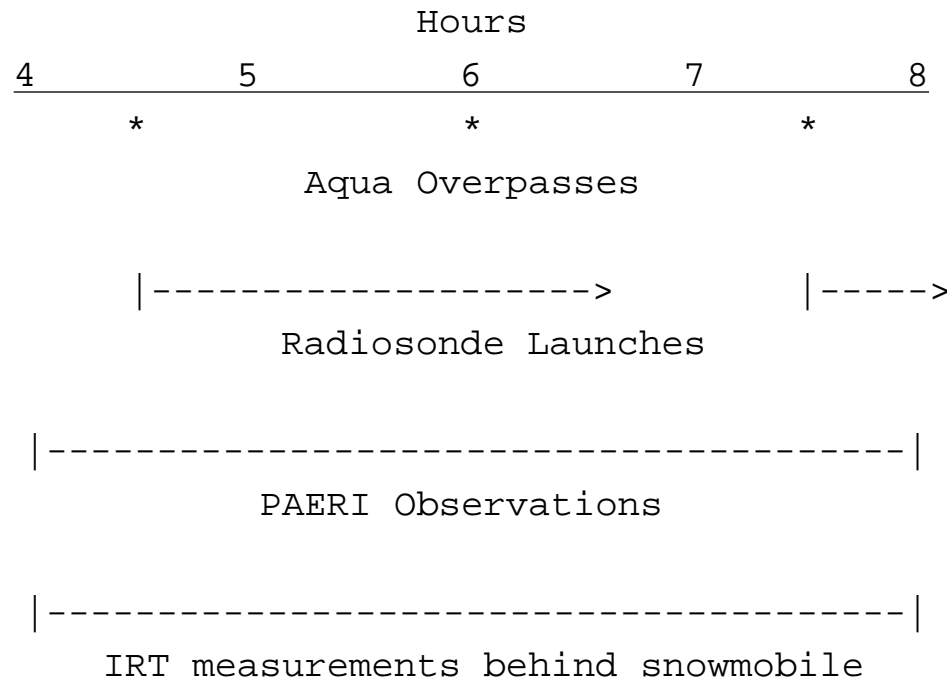 Hours
4 5 6 7 8
* * *
Aqua Overpasses
|--------------------> |----->
Radiosonde Launches
|---------------------------------------|
PAERI Observations
|---------------------------------------|
IRT measurements behind snowmobile